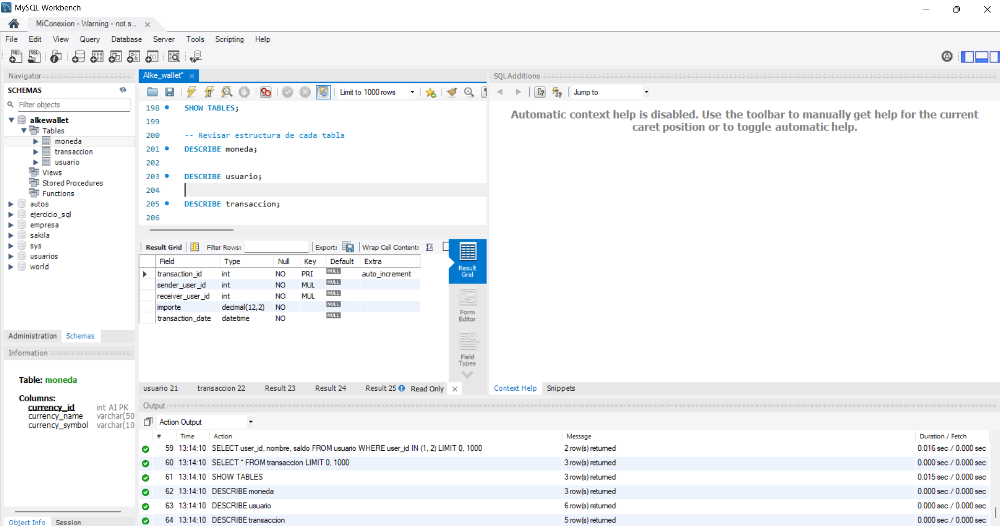 MySQL Workbench
MiConexion - Warning - not s...
File Edit View Query Database Server Tools Scripting Help
Navigator
SCHEMAS
Filter objects
alkewallet
Tables
moneda
transaccion
usuario
Views
Stored Procedures
Functions
autos
ejercicio_sql
empresa
sakila
sys
usuarios
world
Administration Schemas
Information
Table: moneda
Columns:
currency_id int AI PK
currency_name varchar(50
currency_symbol varchar(10
Object Info Session
Alke_wallet*
Limit to 1000 rows
198 SHOW TABLES;
199
200 -- Revisar estructura de cada tabla
201 DESCRIBE moneda;
202
203 DESCRIBE usuario;
204
205 DESCRIBE transaccion;
206
Result Grid Filter Rows: Export: Wrap Cell Content:
Field Type Null Key Default Extra
transaction_id int NO PRI NULL auto_increment
sender_user_id int NO MUL NULL
receiver_user_id int NO MUL NULL
importe decimal(12,2) NO NULL
transaction_date datetime NO NULL
Result Grid
Form Editor
Field Types
usuario 21 transaccion 22 Result 23 Result 24 Result 25 Read Only
SQLAdditions
Jump to
Automatic context help is disabled. Use the toolbar to manually get help for the current
caret position or to toggle automatic help.
Context Help Snippets
Output
Action Output
# Time Action Message Duration / Fetch
59 13:14:10 SELECT user_id, nombre, saldo FROM usuario WHERE user_id IN (1, 2) LIMIT 0, 1000 2 row(s) returned 0.016 sec / 0.000 sec
60 13:14:10 SELECT * FROM transaccion LIMIT 0, 1000 3 row(s) returned 0.000 sec / 0.000 sec
61 13:14:10 SHOW TABLES 3 row(s) returned 0.015 sec / 0.000 sec
62 13:14:10 DESCRIBE moneda 3 row(s) returned 0.000 sec / 0.000 sec
63 13:14:10 DESCRIBE usuario 6 row(s) returned 0.000 sec / 0.000 sec
64 13:14:10 DESCRIBE transaccion 5 row(s) returned 0.000 sec / 0.000 sec